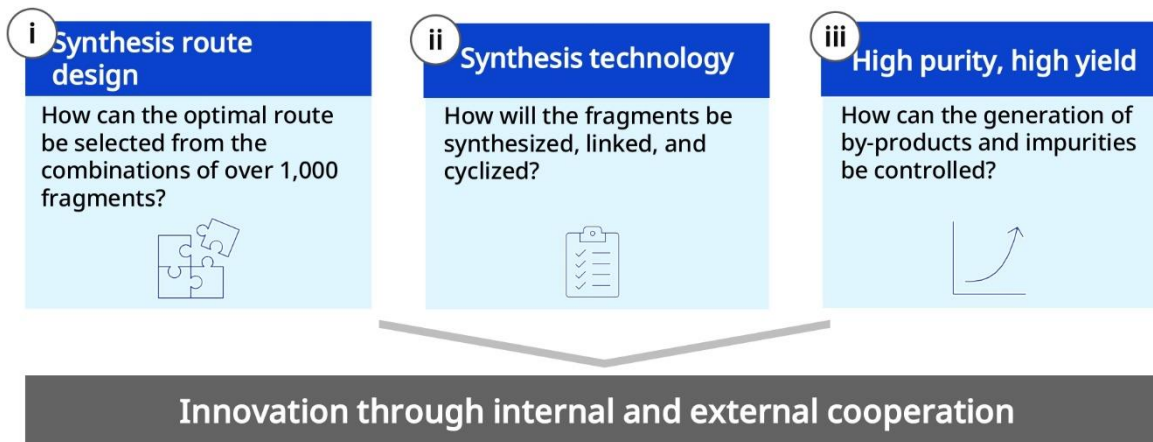 i
Synthesis route
design
How can the optimal route
be selected from the
combinations of over 1,000
fragments?
ii
Synthesis technology
How will the fragments be
synthesized, linked, and
cyclized?
iii
High purity, high yield
How can the generation of
by-products and impurities
be controlled?
Innovation through internal and external cooperation